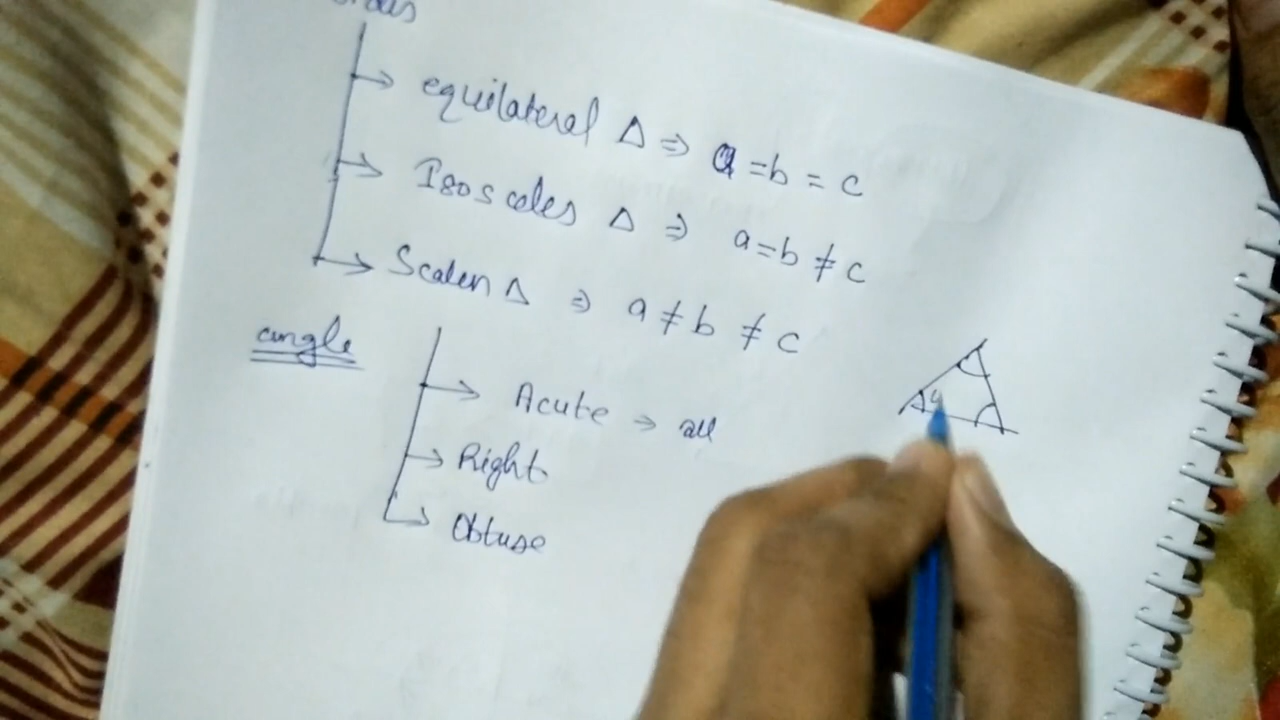 equilateral Δ ⇒ a = b = c
Isosceles Δ ⇒ a = b ≠ c
Scalen Δ ⇒ a ≠ b ≠ c
angle
Acute → all
Right
Obtuse